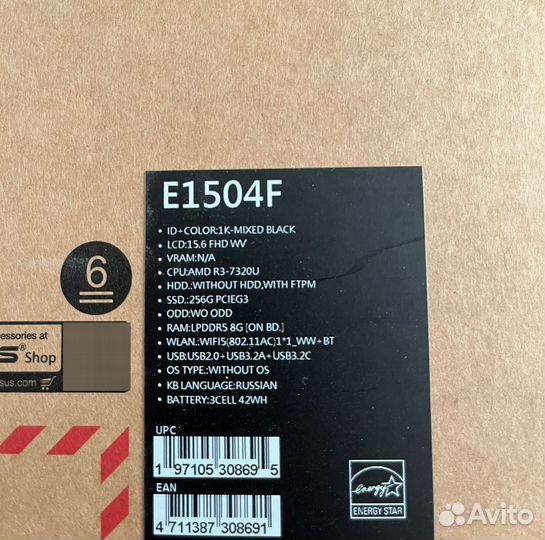 E1504F
• ID+COLOR:1K-MIXED BLACK
• LCD:15.6 FHD WV
• VRAM:N/A
• CPU:AMD R3-7320U
• HDD.:WITHOUT HDD,WITH FTPM
• SSD.:256G PCIEG3
• ODD:WO ODD
• RAM:LPDDR5 8G [ON BD.]
• WLAN.:WIFI5(802.11AC)1*1_WW+BT
• USB:USB2.0+USB3.2A+USB3.2C
• OS TYPE.:WITHOUT OS
• KB LANGUAGE:RUSSIAN
• BATTERY:3CELL 42WH
6
essories at
S® Shop
sus.com
UPC
1 97105 30869 5
EAN
4 711387 308691
energy
ENERGY STAR
Avito